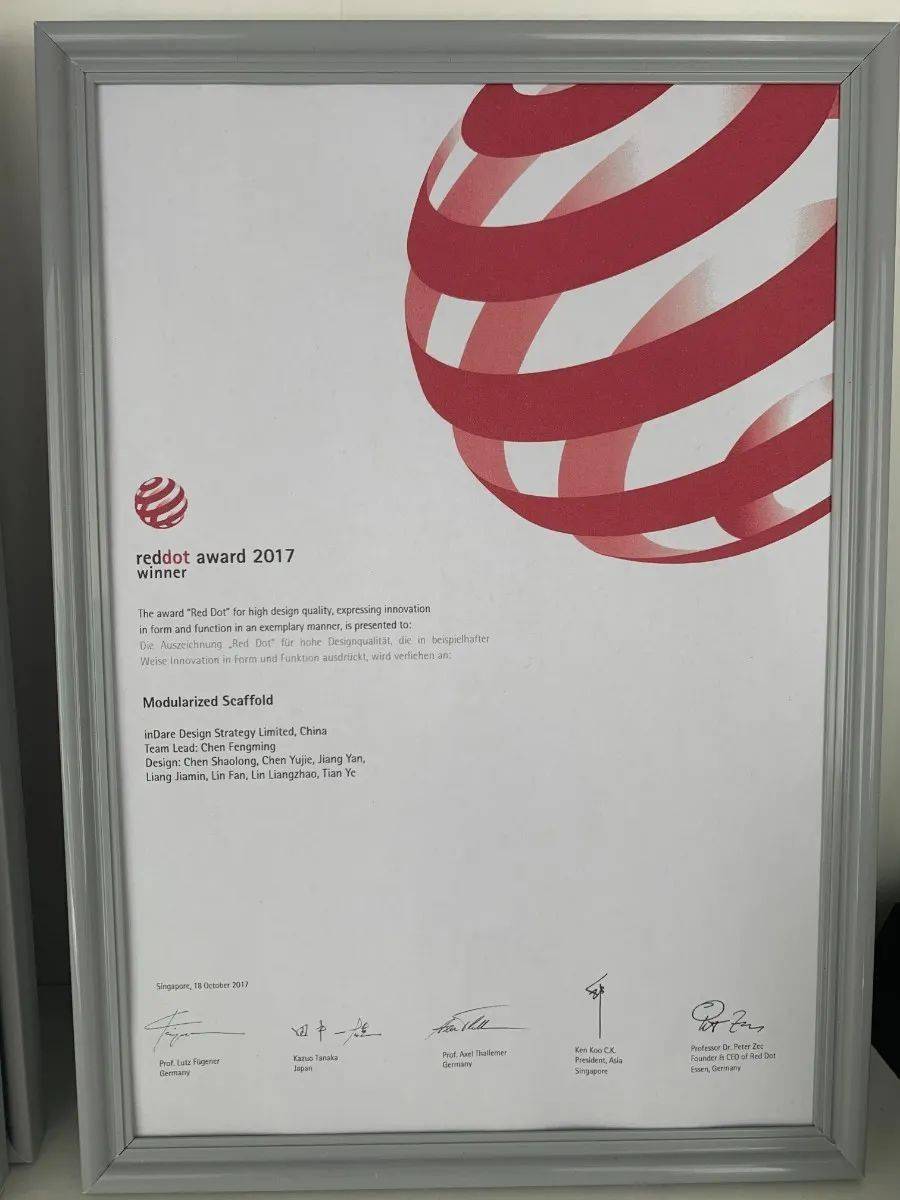 reddot award 2017
winner
The award “Red Dot” for high design quality, expressing innovation
in form and function in an exemplary manner, is presented to:
Die Auszeichnung „Red Dot“ für hohe Designqualität, die in beispielhafter
Weise Innovation in Form und Funktion ausdrückt, wird verliehen an:
Modularized Scaffold
inDare Design Strategy Limited, China
Team Lead: Chen Fengming
Design: Chen Shaolong, Chen Yujie, Jiang Yan,
Liang Jiamin, Lin Fan, Lin Liangzhao, Tian Ye
Singapore, 18 October 2017
田中一雄
Prof. Lutz Fügener
Germany
Kazuo Tanaka
Japan
Prof. Axel Thallemer
Germany
Ken Koo C.K.
President, Asia
Singapore
Professor Dr. Peter Zec
Founder & CEO of Red Dot
Essen, Germany